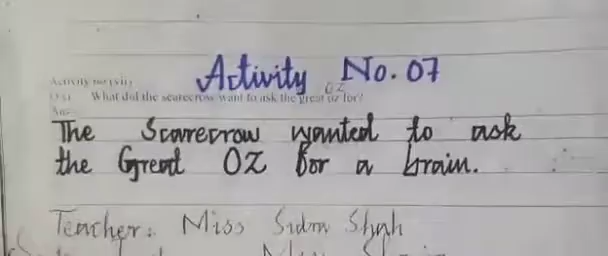 Activity No. 07
What did the scarecrow want to ask the great oz for?
OZ
Ans:
The Scarecrow wanted to ask
the Great OZ for a brain.
Teacher: Miss Sidra Shah